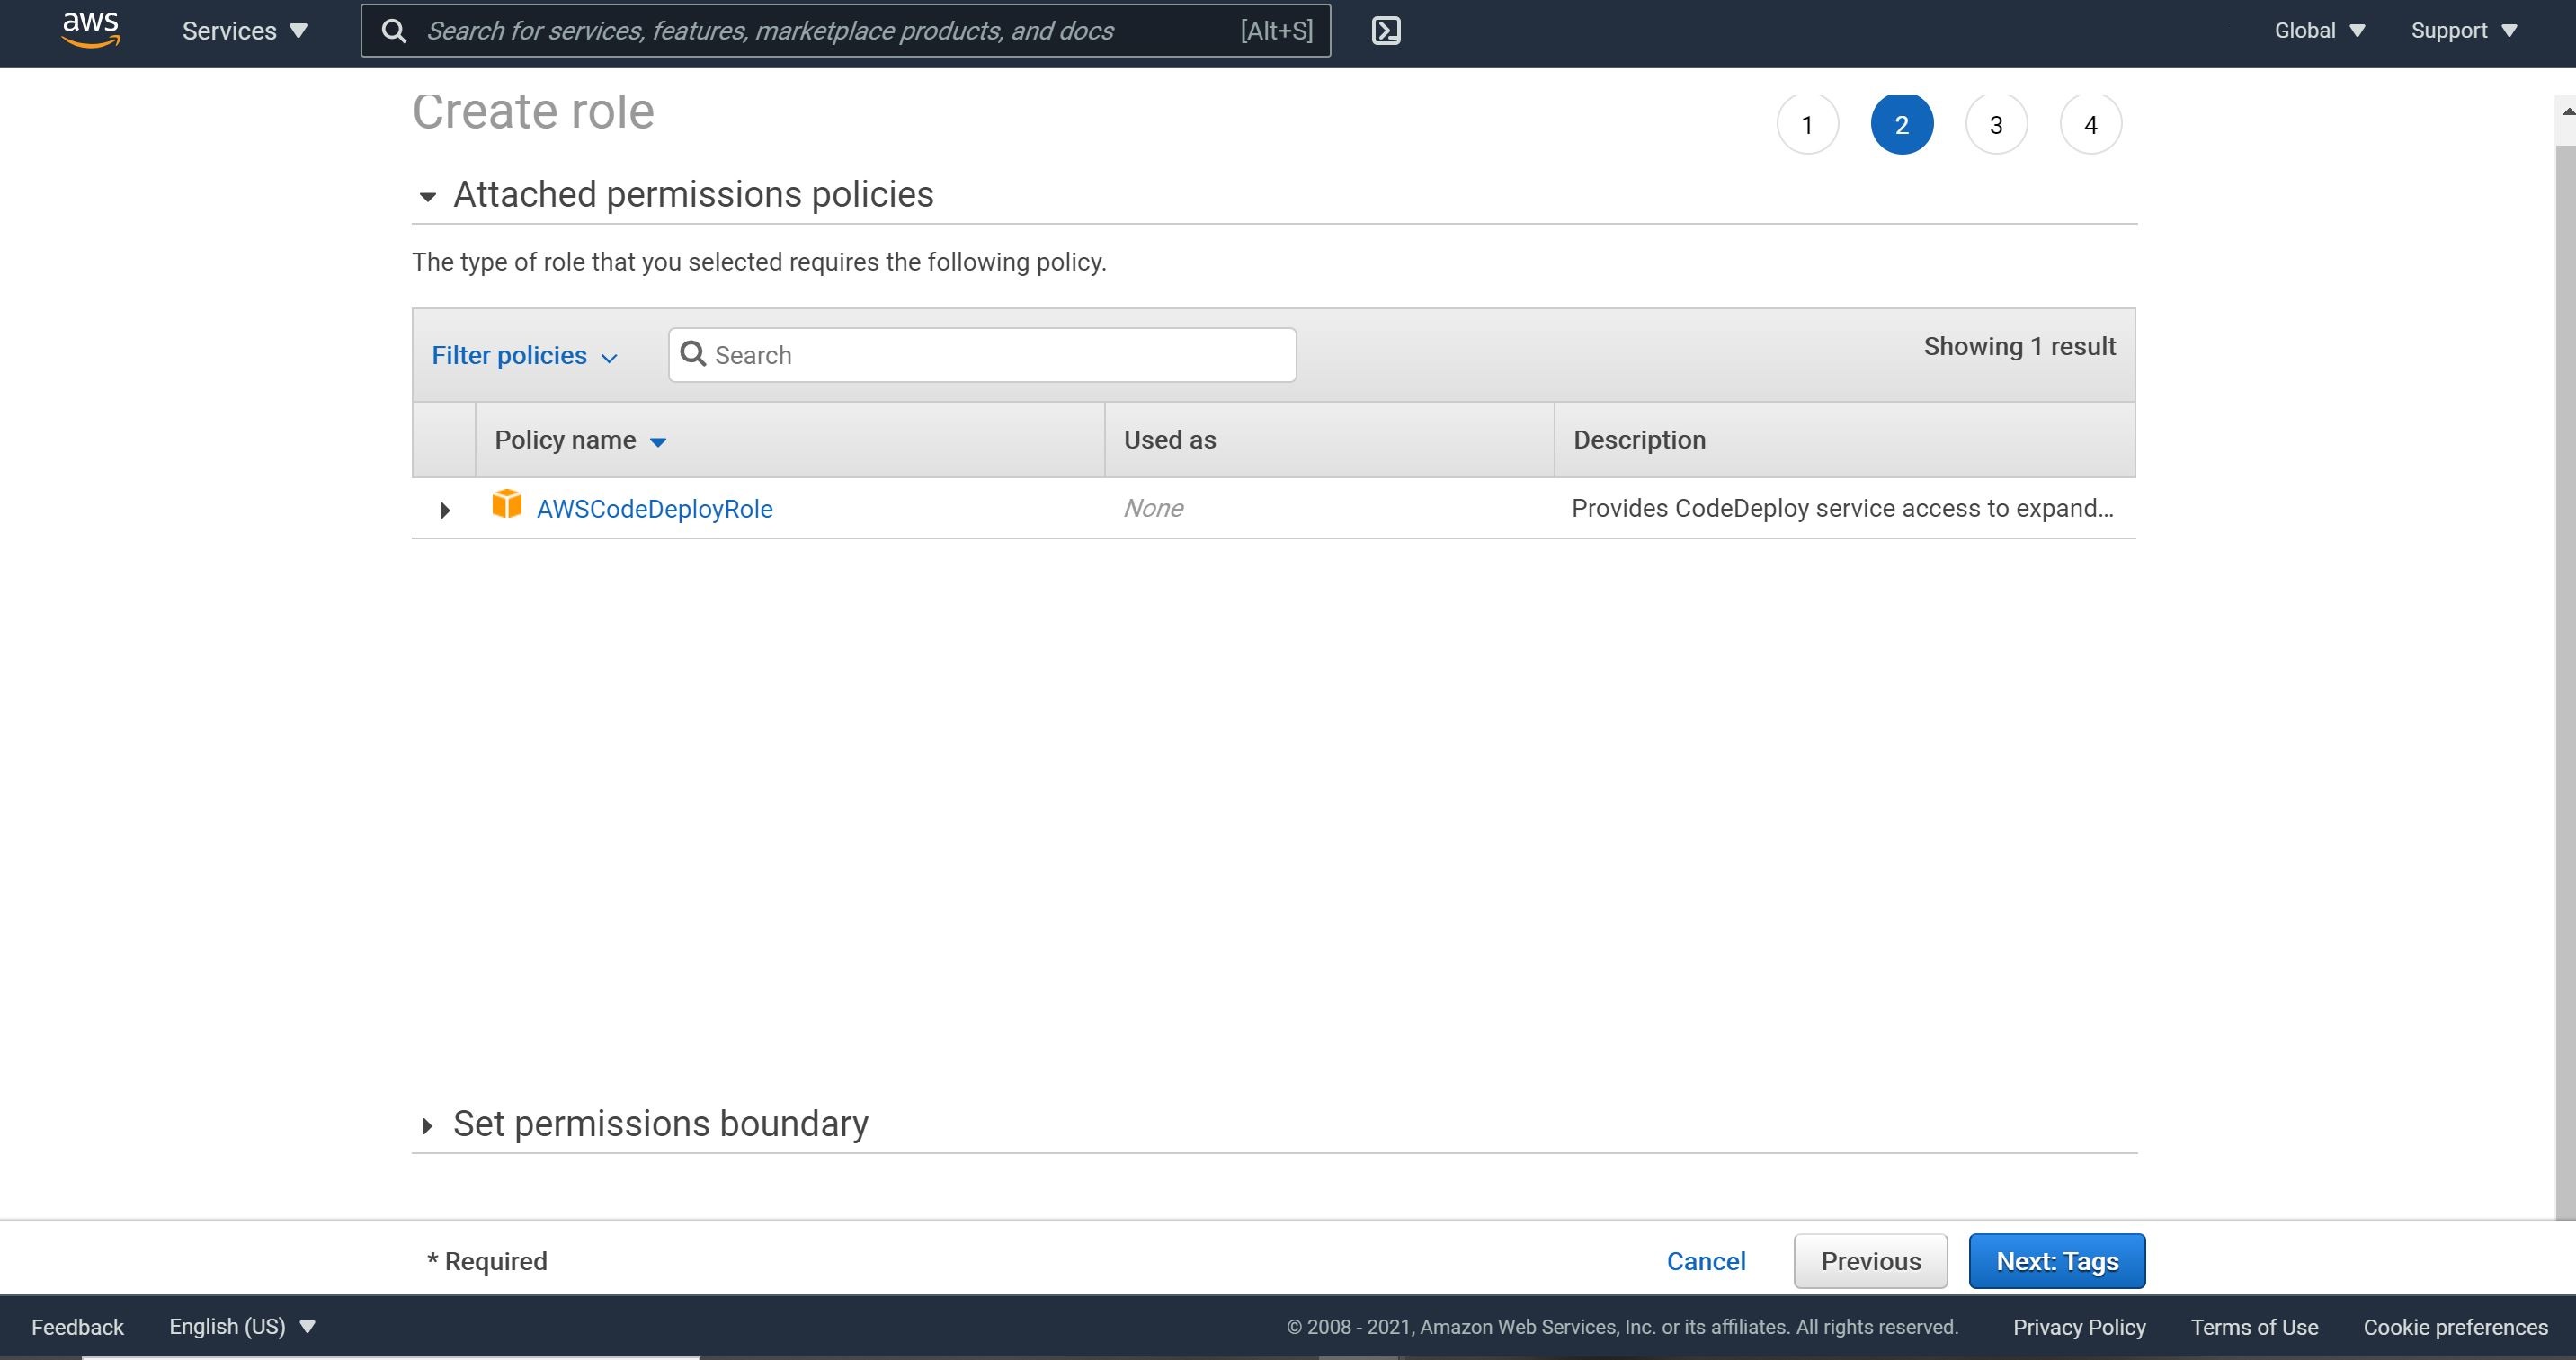 aws Services Search for services, features, marketplace products, and docs [Alt+S] Global Support
Create role 1 2 3 4
Attached permissions policies
The type of role that you selected requires the following policy.
Filter policies Search Showing 1 result
Policy name Used as Description
AWSCodeDeployRole None Provides CodeDeploy service access to expand...
Set permissions boundary
* Required Cancel Previous Next: Tags
Feedback English (US) © 2008 - 2021, Amazon Web Services, Inc. or its affiliates. All rights reserved. Privacy Policy Terms of Use Cookie preferences